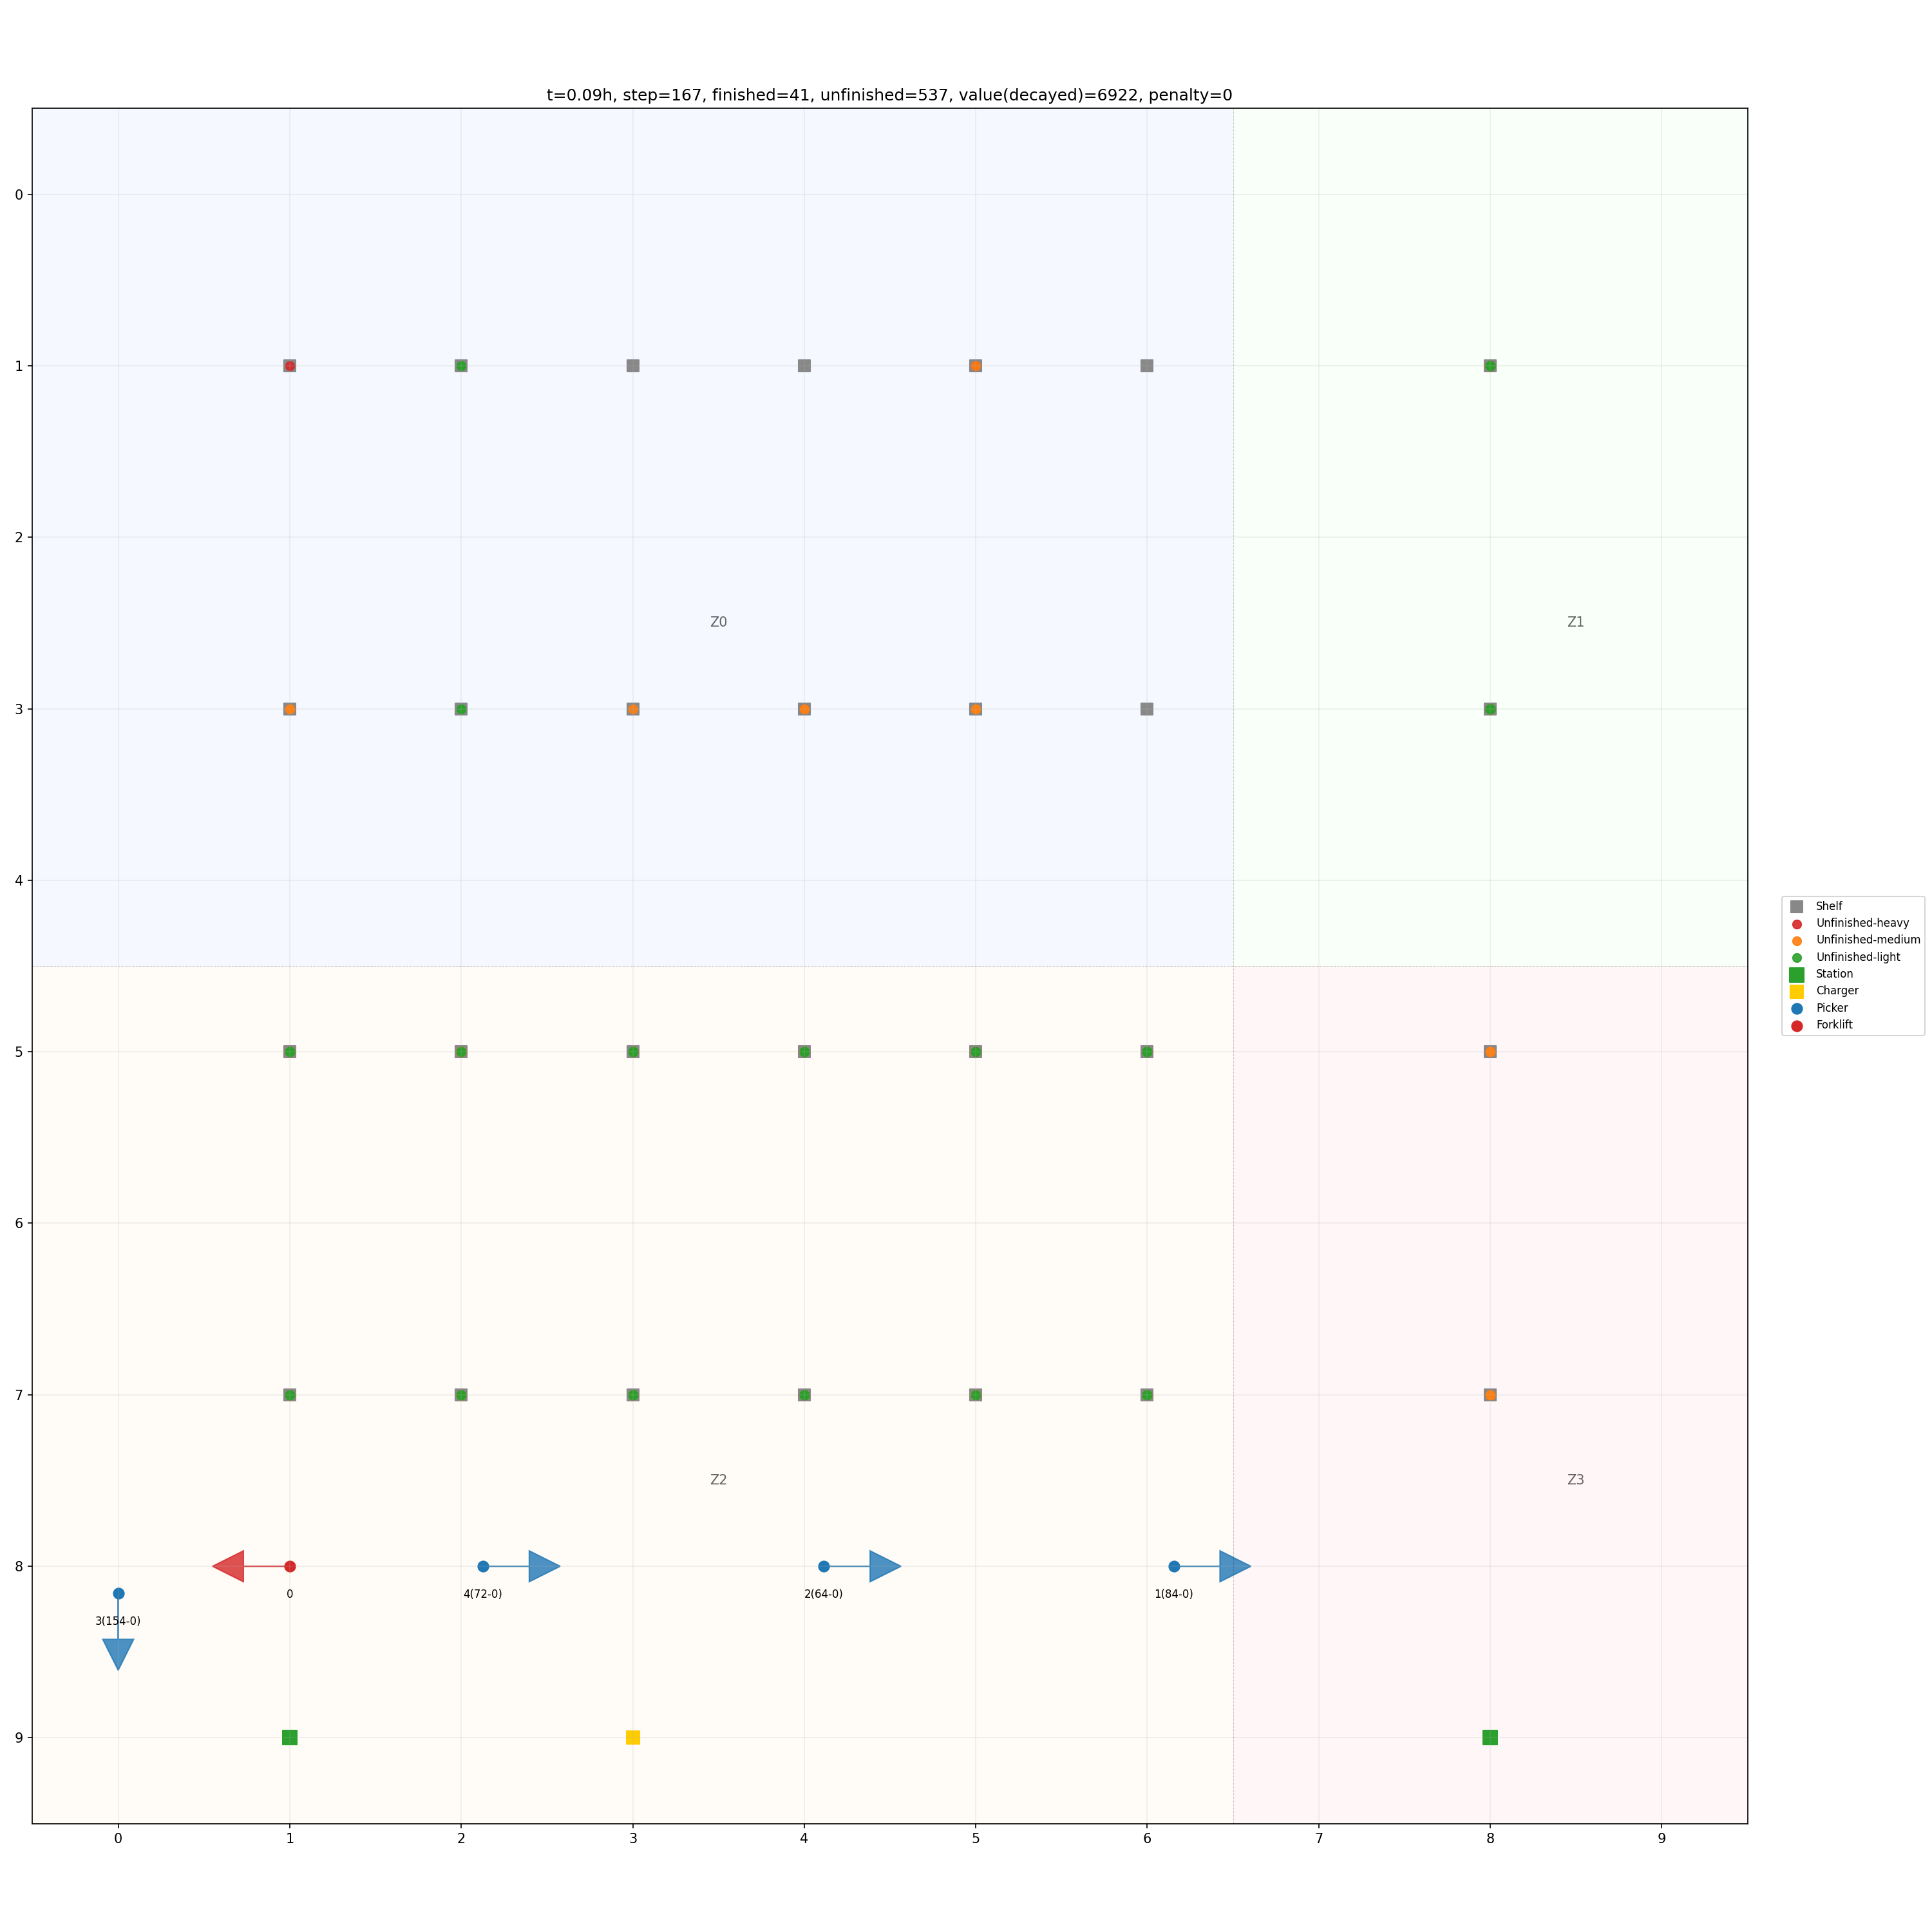 t=0.09h, step=167, finished=41, unfinished=537, value(decayed)=6922, penalty=0
0
1
2
Z0
Z1
3
4
Shelf
Unfinished-heavy
Unfinished-medium
Unfinished-light
Station
Charger
Picker
Forklift
5
6
7
Z2
Z3
8
0
4(72-0)
2(64-0)
1(84-0)
3(154-0)
9
0 1 2 3 4 5 6 7 8 9